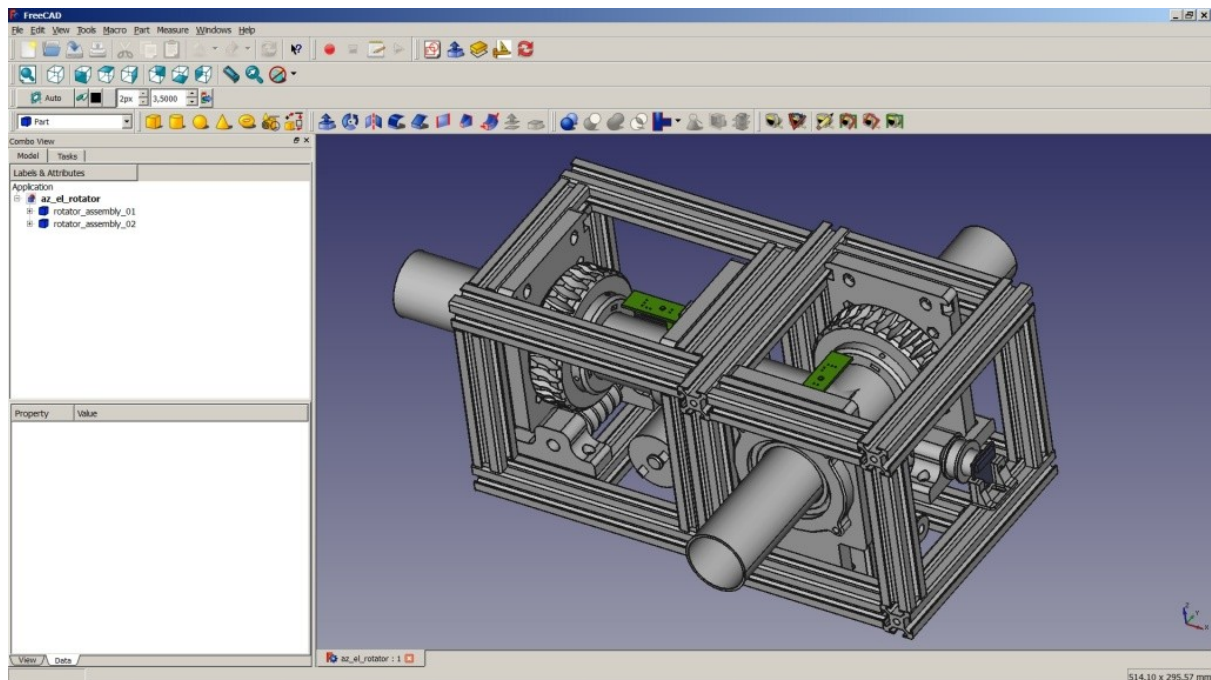 FreeCAD
File Edit View Tools Macro Part Measure Windows Help
Auto 2px 3,5000
Part
Combo View
Model Tasks
Labels & Attributes
Application
az_el_rotator
rotator_assembly_01
rotator_assembly_02
Property Value
View Data
az_el_rotator : 1
514.10 x 295.57 mm
Z
Y
X